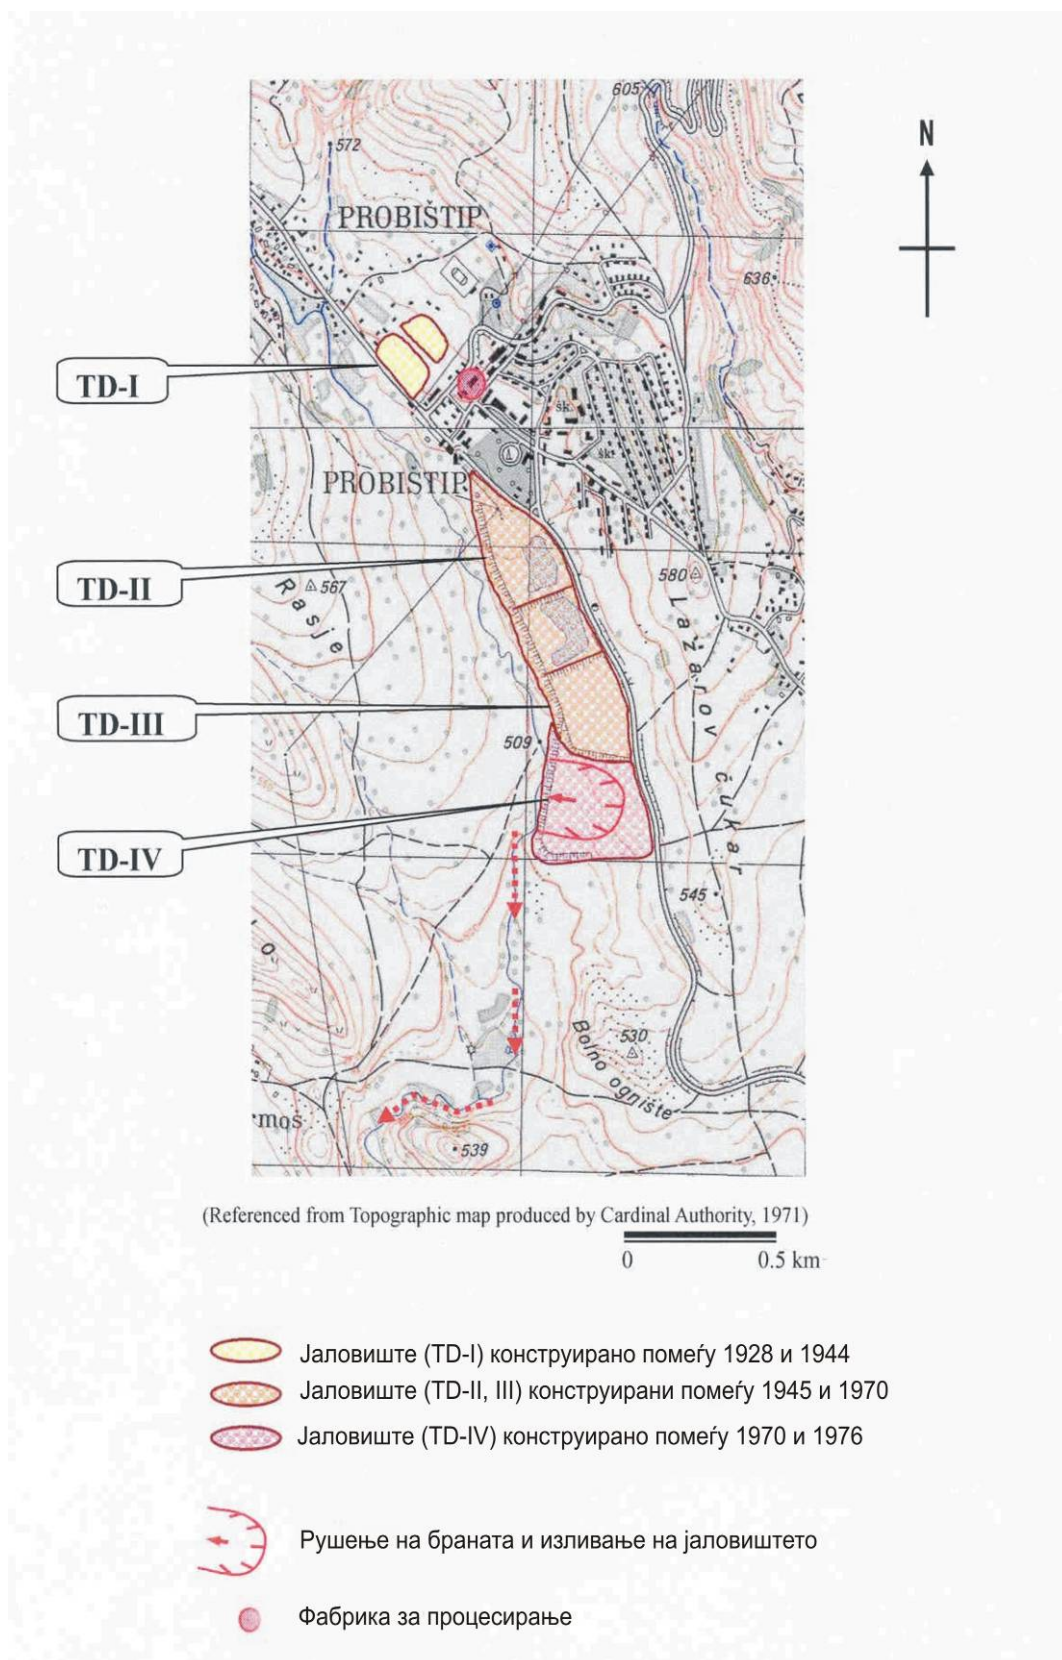 605
N
572
PROBIŠTIP
636
TD-I
šk.
šk.
PROBIŠTIP
TD-II
567
Rasje
580
Lazarov čukar
TD-III
509
TD-IV
545
530
Bolno ognište
mos
539
(Referenced from Topographic map produced by Cardinal Authority, 1971)
0 0.5 km
Јаловиште (TD-I) конструирано помеѓу 1928 и 1944
Јаловиште (TD-II, III) конструирани помеѓу 1945 и 1970
Јаловиште (TD-IV) конструирано помеѓу 1970 и 1976
Рушење на браната и изливање на јаловиштето
Фабрика за процесирање